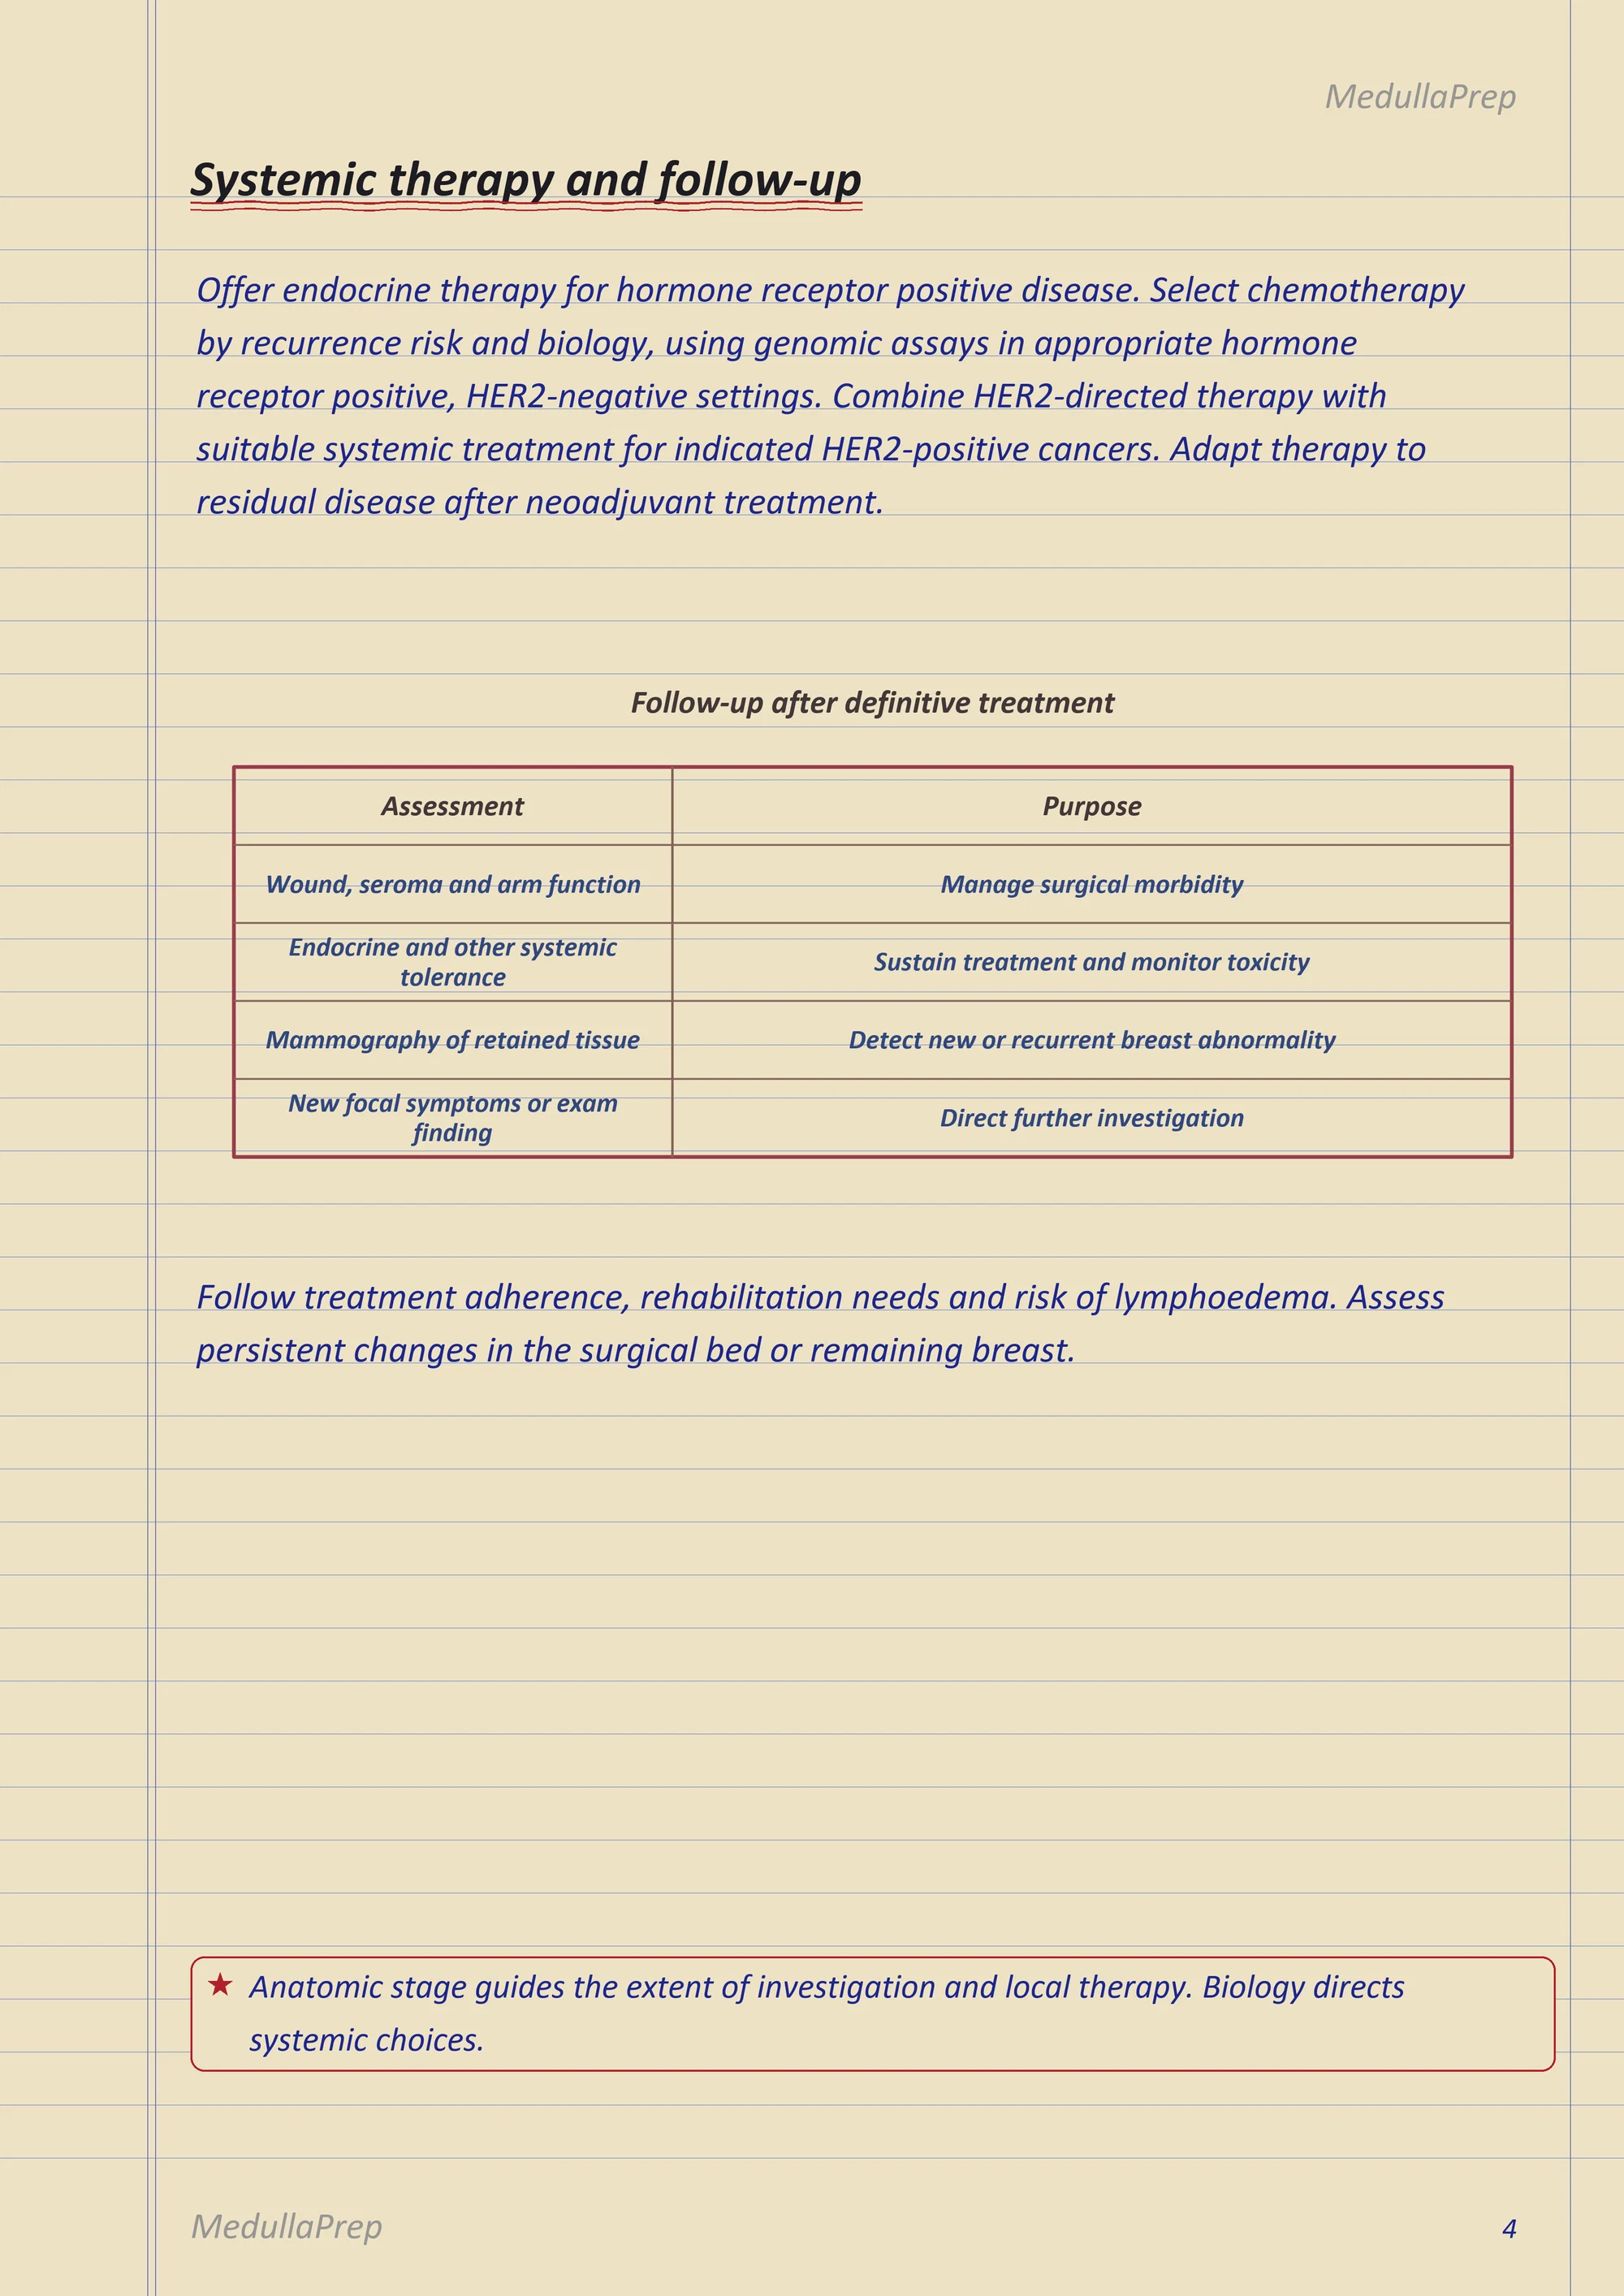 MedullaPrep
Systemic therapy and follow-up
Offer endocrine therapy for hormone receptor positive disease. Select chemotherapy
by recurrence risk and biology, using genomic assays in appropriate hormone
receptor positive, HER2-negative settings. Combine HER2-directed therapy with
suitable systemic treatment for indicated HER2-positive cancers. Adapt therapy to
residual disease after neoadjuvant treatment.
Follow-up after definitive treatment
Assessment Purpose
Wound, seroma and arm function Manage surgical morbidity
Endocrine and other systemic
tolerance Sustain treatment and monitor toxicity
Mammography of retained tissue Detect new or recurrent breast abnormality
New focal symptoms or exam
finding Direct further investigation
Follow treatment adherence, rehabilitation needs and risk of lymphoedema. Assess
persistent changes in the surgical bed or remaining breast.
★ Anatomic stage guides the extent of investigation and local therapy. Biology directs
systemic choices.
MedullaPrep 4